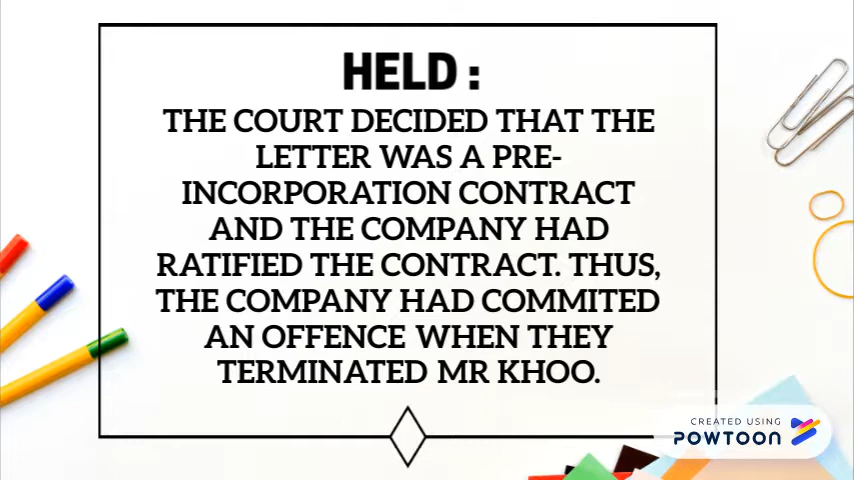 HELD :
THE COURT DECIDED THAT THE
LETTER WAS A PRE-
INCORPORATION CONTRACT
AND THE COMPANY HAD
RATIFIED THE CONTRACT. THUS,
THE COMPANY HAD COMMITED
AN OFFENCE WHEN THEY
TERMINATED MR KHOO.
CREATED USING
POWTOON